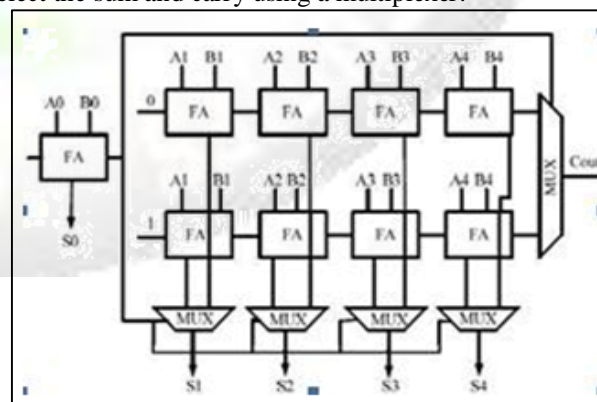 elect the sum and carry using a multiplexer.
A1 B1 A2 B2 A3 B3 A4 B4
A0 B0 0 FA FA FA FA
FA MUX Cout
A1 B1 A2 B2 A3 B3 A4 B4
S0 1 FA FA FA FA
MUX MUX MUX MUX
S1 S2 S3 S4